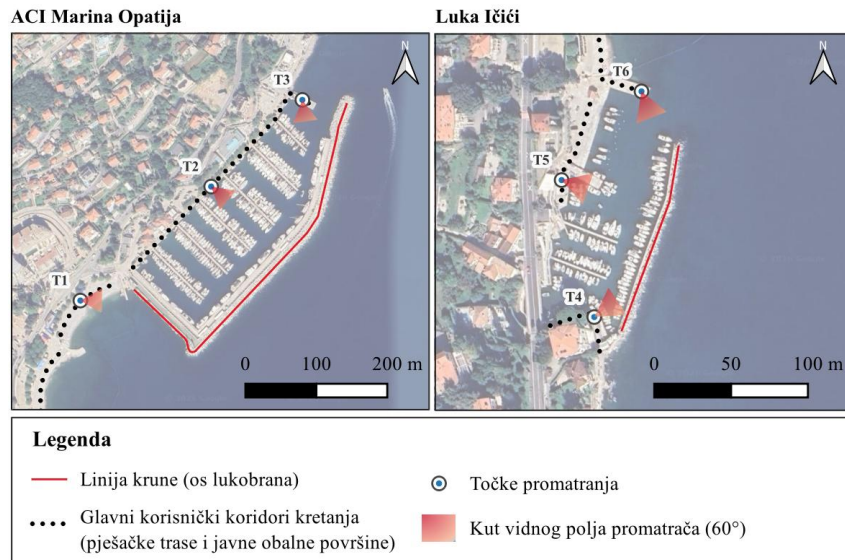 ACI Marina Opatija
Luka Ičići
N
T3
T2
T1
0 100 200 m
N
T6
T5
T4
0 50 100 m
Legenda
Linija krune (os lukobrana)
Glavni korisnički koridori kretanja
(pješačke trase i javne obalne površine)
Točke promatranja
Kut vidnog polja promatrača (60°)